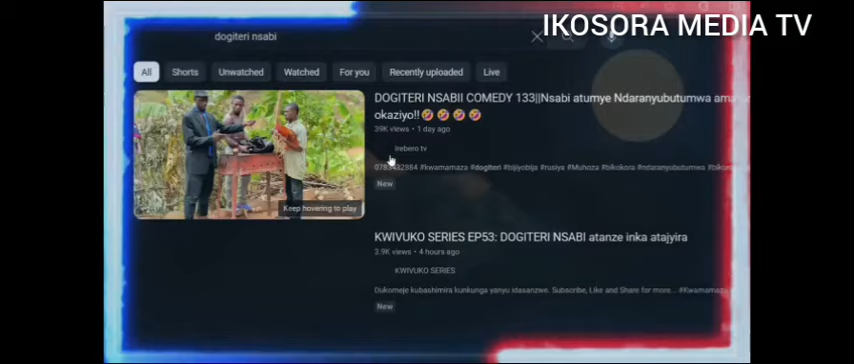 IKOSORA MEDIA TV
dogiteri nsabi
All Shorts Unwatched Watched For you Recently uploaded Live
DOGITERI NSABII COMEDY 133||Nsabi atumye Ndaranyubutumwa
okaziyo!!🤣🤣🤣🤣
39K views • 1 day ago
Irebero tv
#kwamamaza #dogiteri #bijiyobija #rusiya #Muhoza #bikokora #ndaranyubutumwa
New
Keep hovering to play
KWIVUKO SERIES EP53: DOGITERI NSABI atanze inka atajyira
3.9K views • 4 hours ago
KWIVUKO SERIES
Dukomeje kubashimira kunkunga yanyu idasanzwe. Subscribe, Like and Share for more...
New